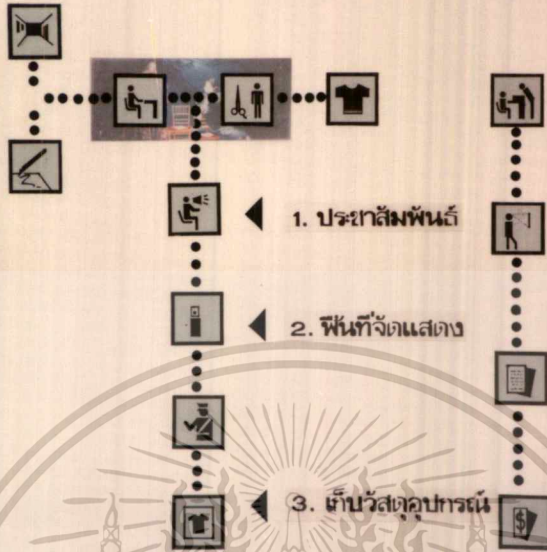 1. ประชาสัมพันธ์
2. พื้นที่จัดแสดง
3. เก็บวัสดุอุปกรณ์